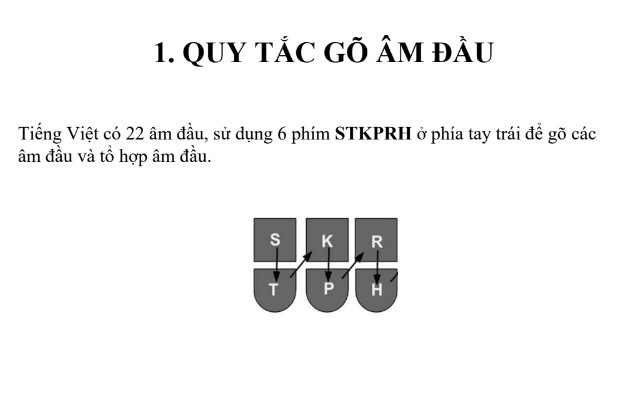 1. QUY TẮC GÕ ÂM ĐẦU
Tiếng Việt có 22 âm đầu, sử dụng 6 phím STKPRH ở phía tay trái để gõ các
âm đầu và tổ hợp âm đầu.
S K R
T P H